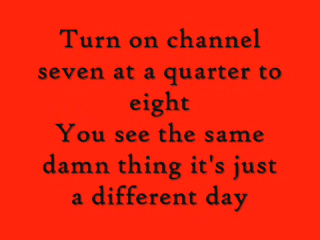 Turn on channel
seven at a quarter to
eight
You see the same
damn thing it's just
a different day